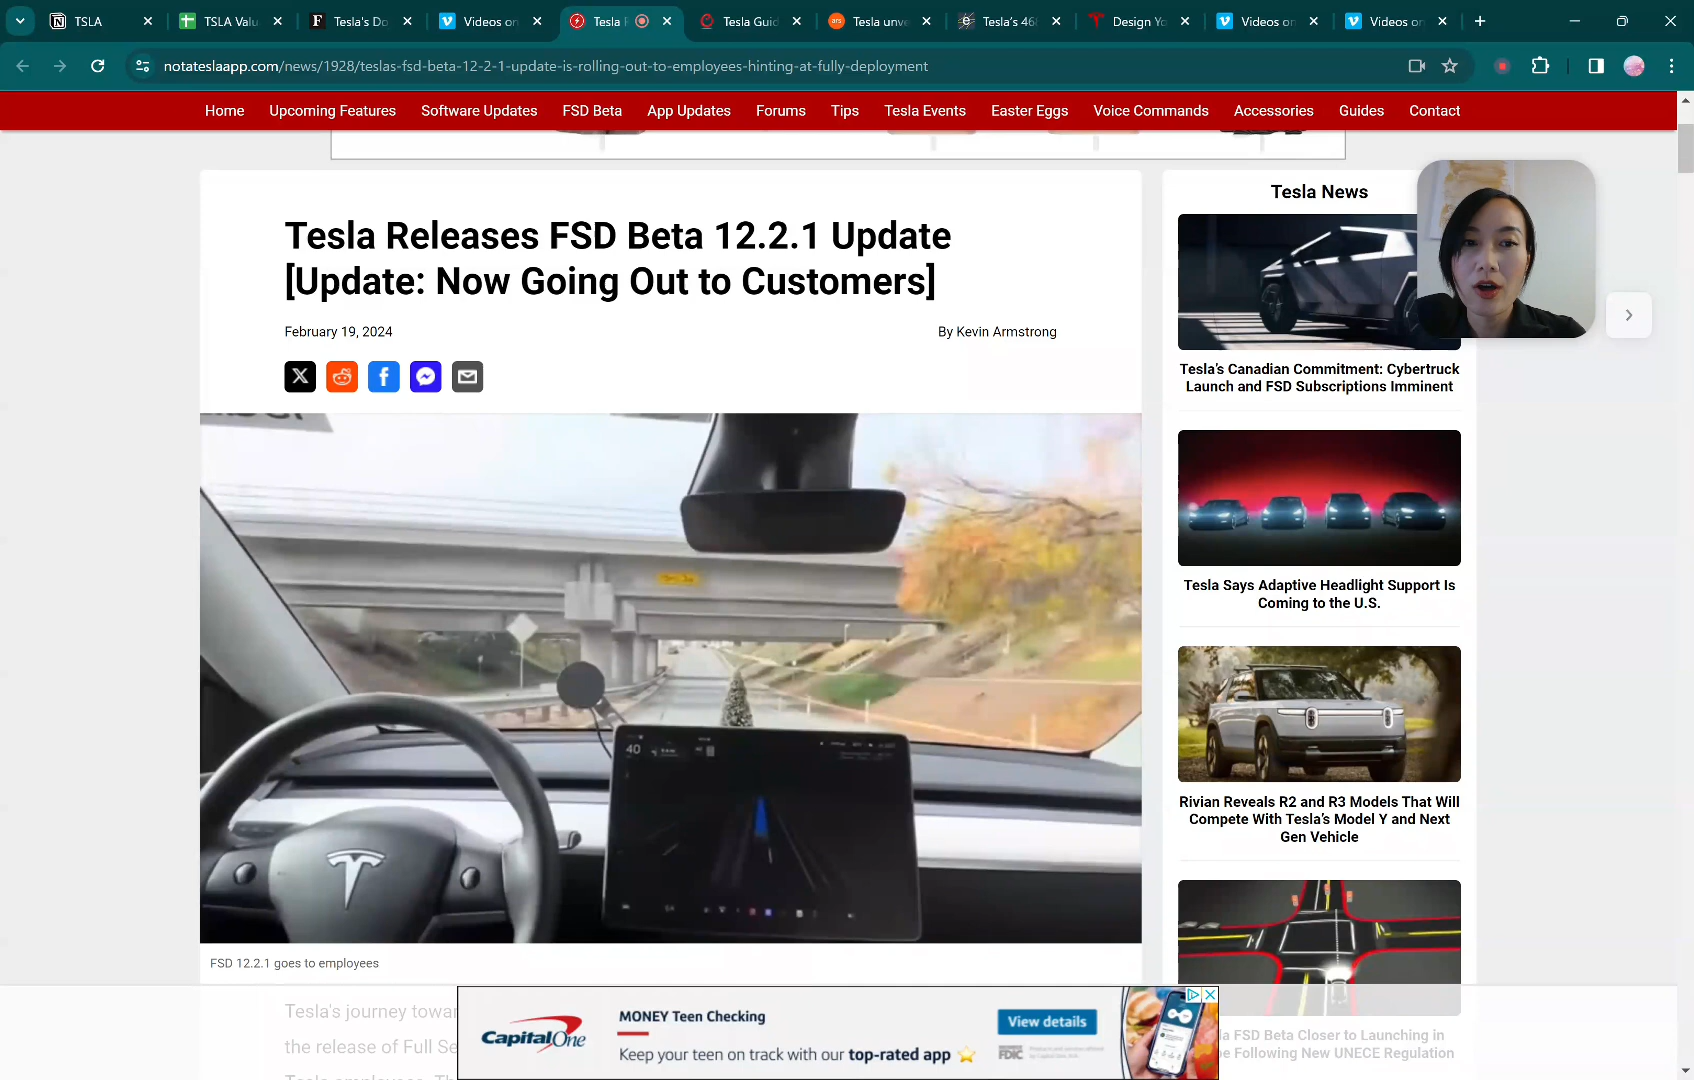 TSLA
TSLA Valu
Tesla's Do
Videos on
Tesla
Tesla Guid
Tesla unve
Tesla's 46
Design Yo
Videos on
Videos on
notateslaapp.com/news/1928/teslas-fsd-beta-12-2-1-update-is-rolling-out-to-employees-hinting-at-fully-deployment
Home Upcoming Features Software Updates FSD Beta App Updates Forums Tips Tesla Events Easter Eggs Voice Commands Accessories Guides Contact
Tesla Releases FSD Beta 12.2.1 Update
[Update: Now Going Out to Customers]
February 19, 2024
By Kevin Armstrong
40
FSD 12.2.1 goes to employees
Tesla's journey towar
the release of Full Se
Tesla employees. Th
Tesla News
Tesla's Canadian Commitment: Cybertruck
Launch and FSD Subscriptions Imminent
Tesla Says Adaptive Headlight Support Is
Coming to the U.S.
Rivian Reveals R2 and R3 Models That Will
Compete With Tesla's Model Y and Next
Gen Vehicle
la FSD Beta Closer to Launching in
pe Following New UNECE Regulation
Capital One
MONEY Teen Checking
Keep your teen on track with our top-rated app
View details
FDIC